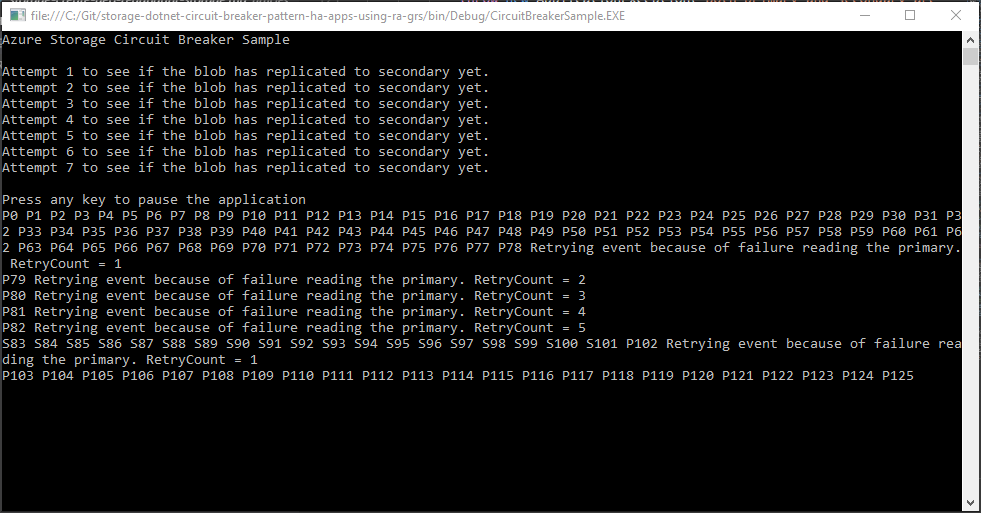 file:///C:/Git/storage-dotnet-circuit-breaker-pattern-ha-apps-using-ra-grs/bin/Debug/CircuitBreakerSample.EXE
Azure Storage Circuit Breaker Sample
Attempt 1 to see if the blob has replicated to secondary yet.
Attempt 2 to see if the blob has replicated to secondary yet.
Attempt 3 to see if the blob has replicated to secondary yet.
Attempt 4 to see if the blob has replicated to secondary yet.
Attempt 5 to see if the blob has replicated to secondary yet.
Attempt 6 to see if the blob has replicated to secondary yet.
Attempt 7 to see if the blob has replicated to secondary yet.
Press any key to pause the application
P0 P1 P2 P3 P4 P5 P6 P7 P8 P9 P10 P11 P12 P13 P14 P15 P16 P17 P18 P19 P20 P21 P22 P23 P24 P25 P26 P27 P28 P29 P30 P31 P3
2 P33 P34 P35 P36 P37 P38 P39 P40 P41 P42 P43 P44 P45 P46 P47 P48 P49 P50 P51 P52 P53 P54 P55 P56 P57 P58 P59 P60 P61 P6
2 P63 P64 P65 P66 P67 P68 P69 P70 P71 P72 P73 P74 P75 P76 P77 P78 Retrying event because of failure reading the primary.
RetryCount = 1
P79 Retrying event because of failure reading the primary. RetryCount = 2
P80 Retrying event because of failure reading the primary. RetryCount = 3
P81 Retrying event because of failure reading the primary. RetryCount = 4
P82 Retrying event because of failure reading the primary. RetryCount = 5
S83 S84 S85 S86 S87 S88 S89 S90 S91 S92 S93 S94 S95 S96 S97 S98 S99 S100 S101 P102 Retrying event because of failure rea
ding the primary. RetryCount = 1
P103 P104 P105 P106 P107 P108 P109 P110 P111 P112 P113 P114 P115 P116 P117 P118 P119 P120 P121 P122 P123 P124 P125